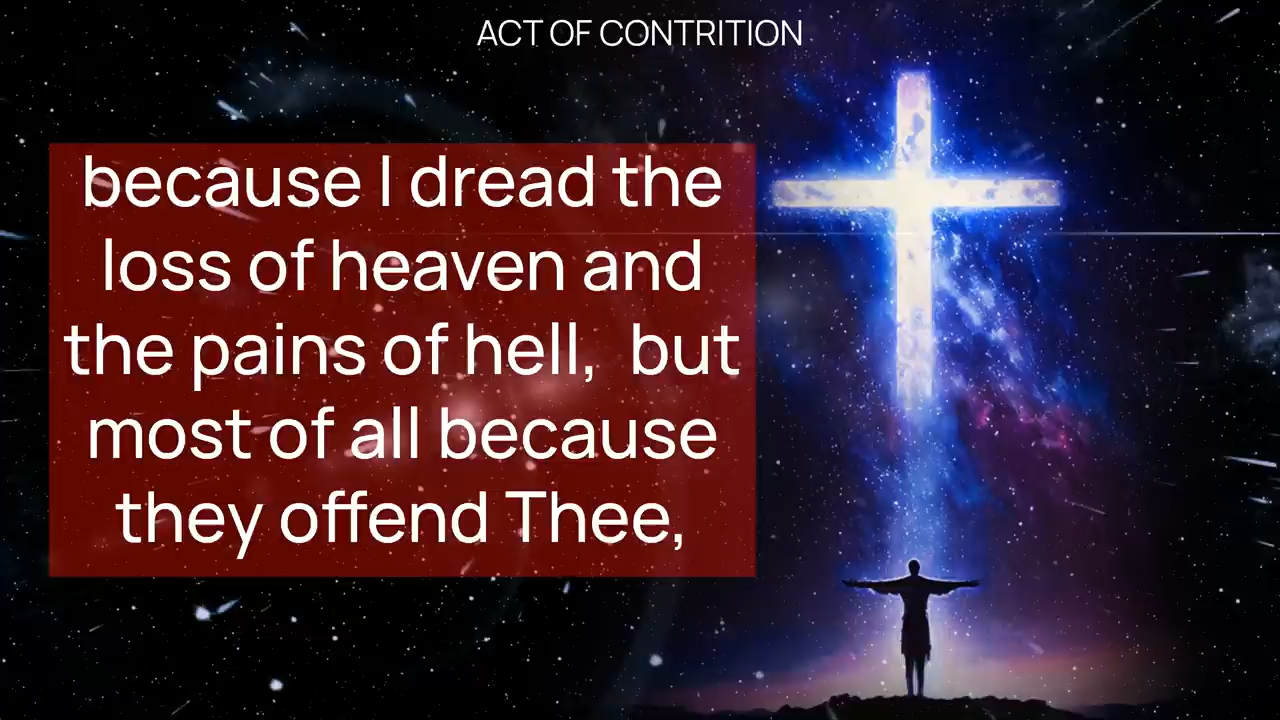 ACT OF CONTRITION
because I dread the
loss of heaven and
the pains of hell,  but
most of all because
they offend Thee,